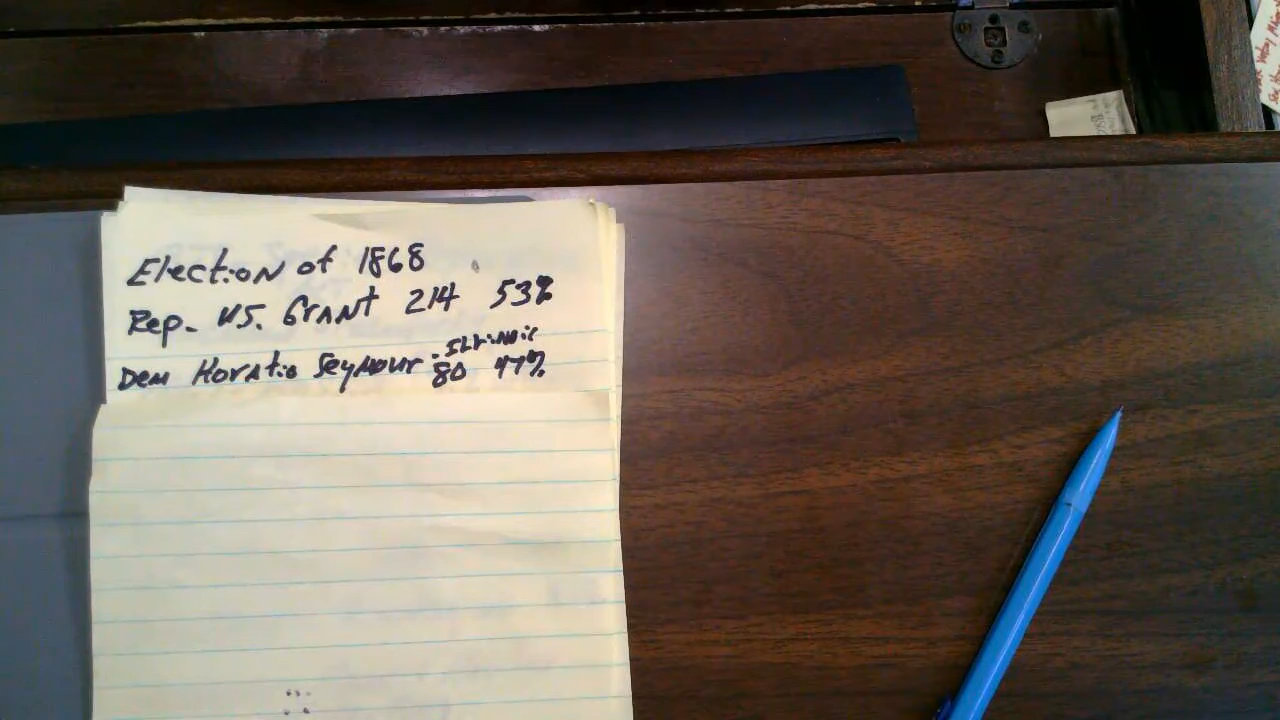 Election of 1868
Rep. U.S. Grant 214 53%
Illinois
Dem Horatio Seymour 80 47%